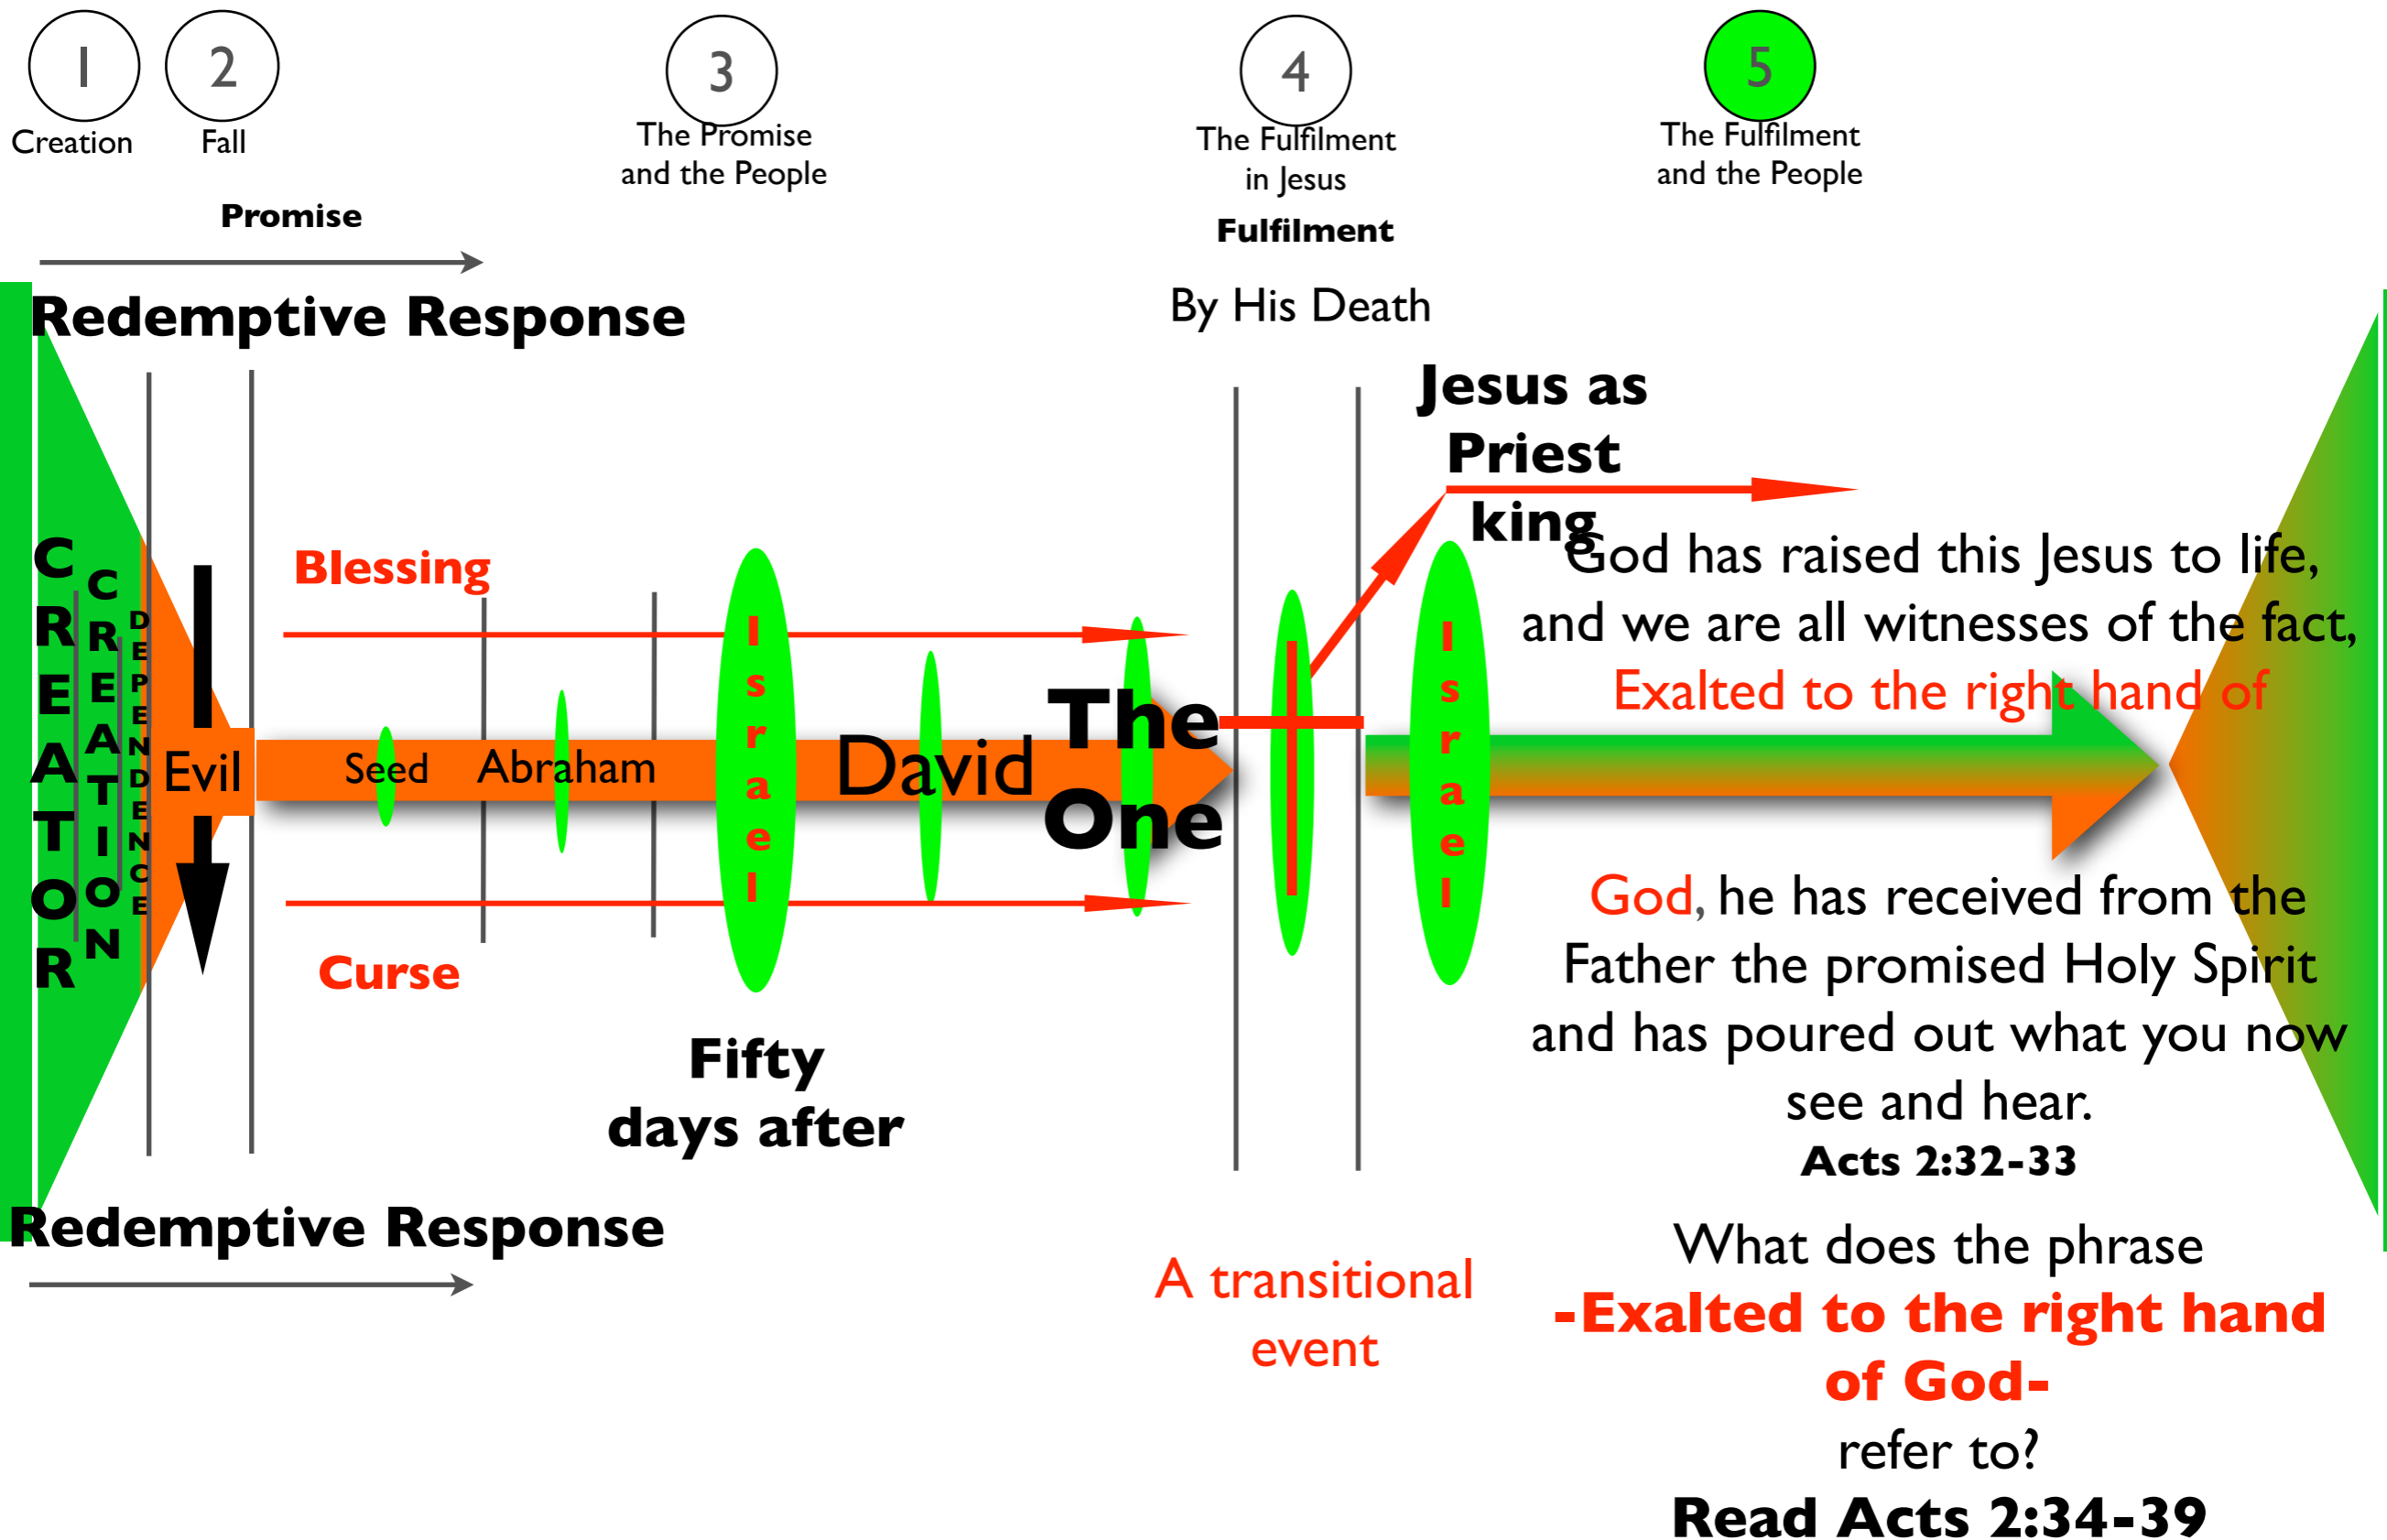 1
2
3
4
5
Creation
Fall
The Promise
and the People
The Fulfilment
in Jesus
The Fulfilment
and the People
Promise
Fulfilment
Redemptive Response
By His Death
Jesus as
Priest
king
CREATOR
CREATION
DEPENDENCE
Blessing
Evil
Seed
Abraham
Israel
David
The
One
Israel
Curse
God has raised this Jesus to life,
and we are all witnesses of the fact,
Exalted to the right hand of
God, he has received from the
Father the promised Holy Spirit
and has poured out what you now
see and hear.
Acts 2:32-33
Fifty
days after
Redemptive Response
A transitional
event
What does the phrase
-Exalted to the right hand
of God-
refer to?
Read Acts 2:34-39